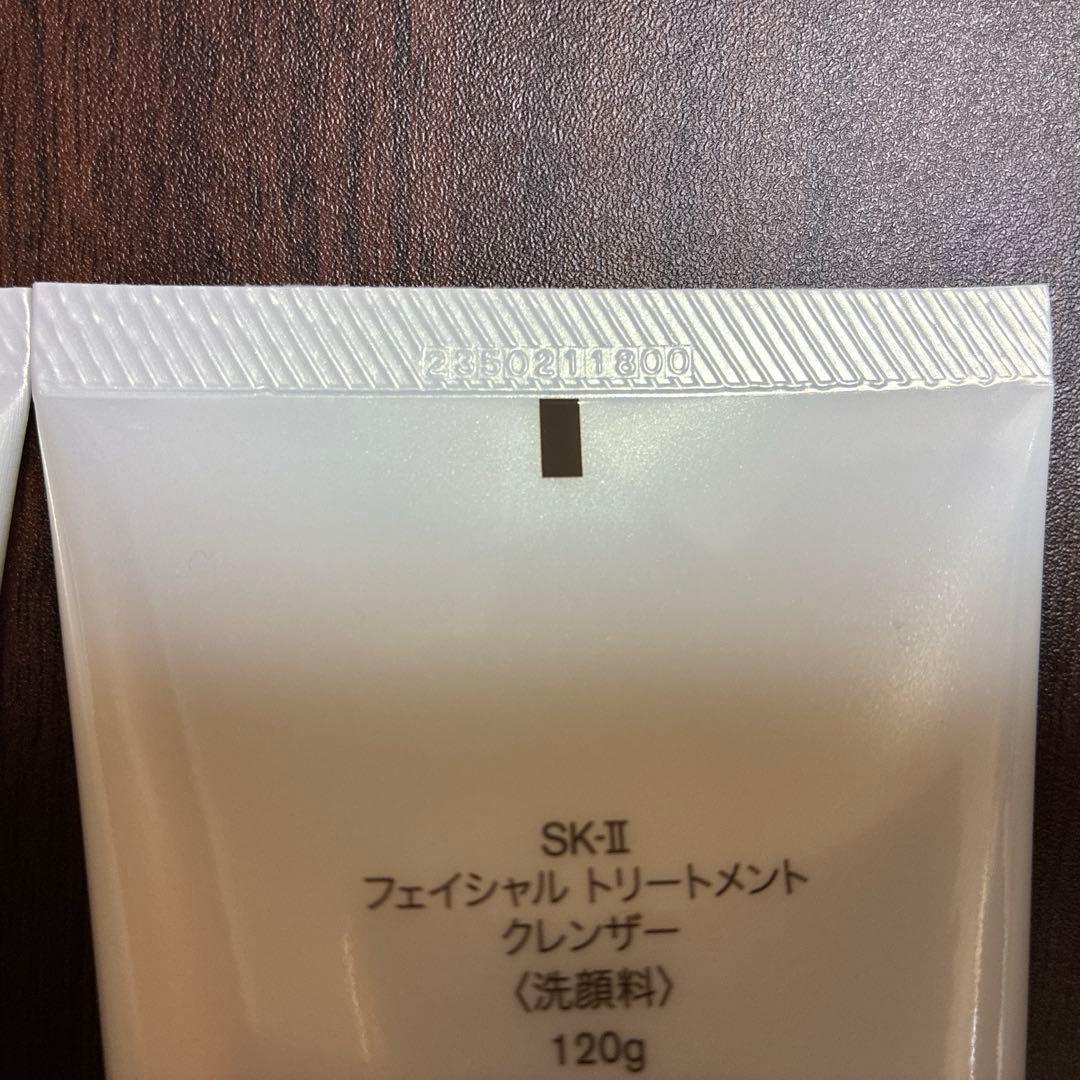 2350211800
SK-Ⅱ
フェイシャル トリートメント
クレンザー
〈洗顔料〉
120g